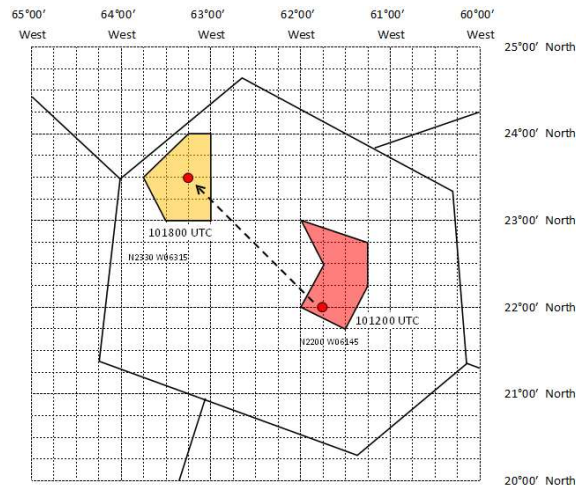 65°00' 64°00' 63°00' 62°00' 61°00' 60°00'
West West West West West West
25°00' North
24°00' North
23°00' North
101800 UTC
N2330 W06315
22°00' North
101200 UTC
N2200 W06145
21°00' North
20°00' North